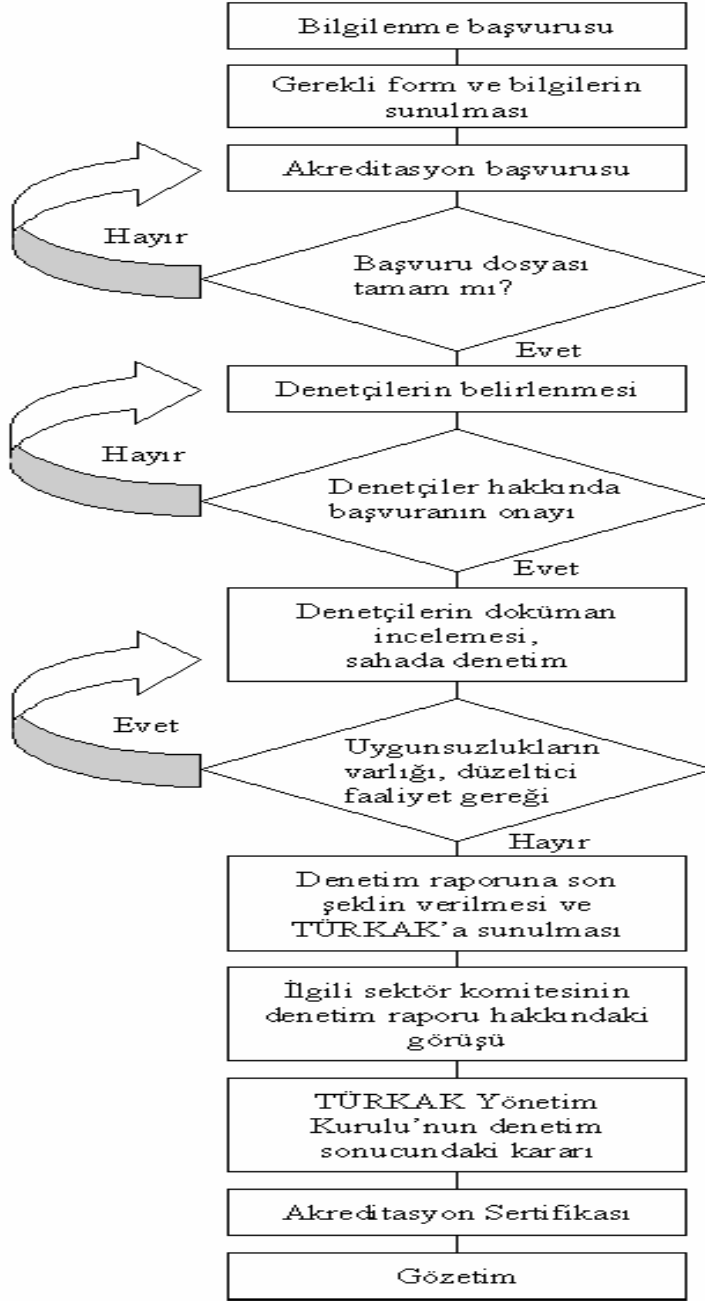 Bilgilenme başvurusu
Gerekli form ve bilgilerin
sunulması
Akreditasyon başvurusu
Hayır
Başvuru dosyası
tamam mı?
Evet
Denetçilerin belirlenmesi
Hayır
Denetçiler hakkında
başvuranın onayı
Evet
Denetçilerin doküman
incelemesi,
sahada denetim
Evet
Uygunsuzlukların
varlığı, düzeltici
faaliyet gereği
Hayır
Denetim raporuna son
şeklin verilmesi ve
TÜRKAK’a sunulması
İlgili sektör komitesinin
denetim raporu hakkındaki
görüşü
TÜRKAK Yönetim
Kurulu’nun denetim
sonucundaki kararı
Akreditasyon Sertifikası
Gözetim